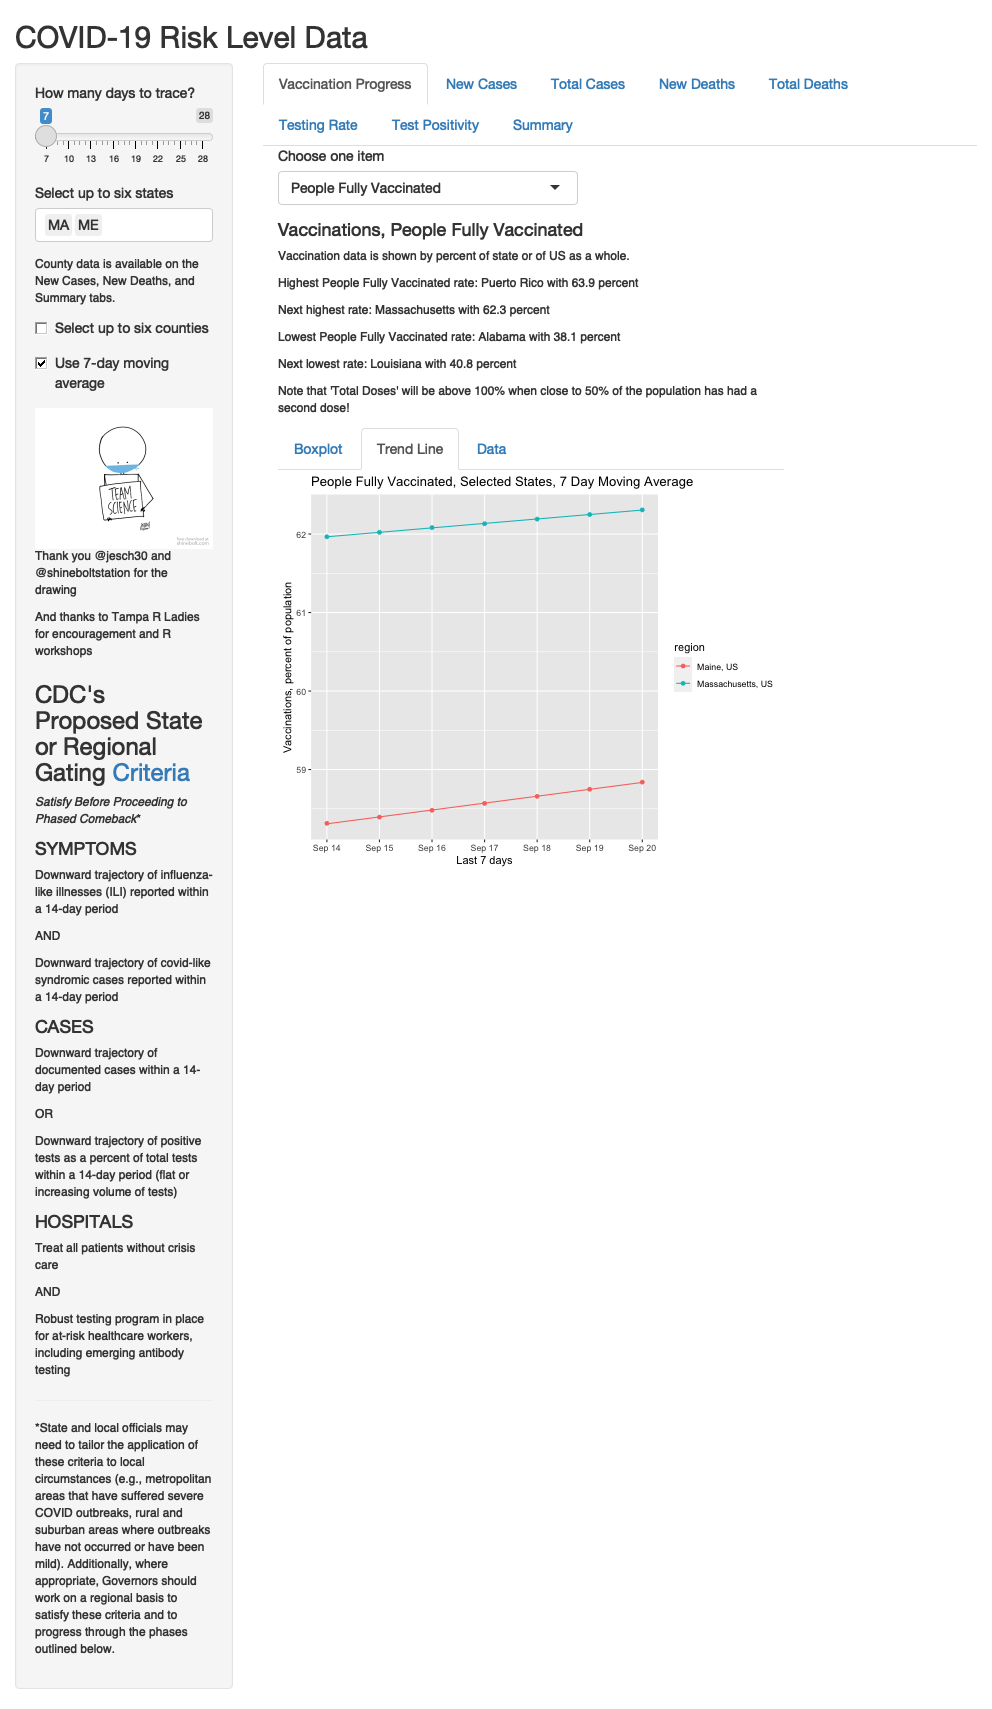 COVID-19 Risk Level Data
How many days to trace?
7
28
7 10 13 16 19 22 25 28
Select up to six states
MA ME
County data is available on the
New Cases, New Deaths, and
Summary tabs.
Select up to six counties
Use 7-day moving
average
TEAM
SCIENCE
free download at
shinebolt.com
Thank you @jesch30 and
@shineboltstation for the
drawing
And thanks to Tampa R Ladies
for encouragement and R
workshops
CDC's
Proposed State
or Regional
Gating Criteria
Satisfy Before Proceeding to
Phased Comeback*
SYMPTOMS
Downward trajectory of influenza-
like illnesses (ILI) reported within
a 14-day period
AND
Downward trajectory of covid-like
syndromic cases reported within
a 14-day period
CASES
Downward trajectory of
documented cases within a 14-
day period
OR
Downward trajectory of positive
tests as a percent of total tests
within a 14-day period (flat or
increasing volume of tests)
HOSPITALS
Treat all patients without crisis
care
AND
Robust testing program in place
for at-risk healthcare workers,
including emerging antibody
testing
*State and local officials may
need to tailor the application of
these criteria to local
circumstances (e.g., metropolitan
areas that have suffered severe
COVID outbreaks, rural and
suburban areas where outbreaks
have not occurred or have been
mild). Additionally, where
appropriate, Governors should
work on a regional basis to
satisfy these criteria and to
progress through the phases
outlined below.
Vaccination Progress New Cases Total Cases New Deaths Total Deaths
Testing Rate Test Positivity Summary
Choose one item
People Fully Vaccinated
Vaccinations, People Fully Vaccinated
Vaccination data is shown by percent of state or of US as a whole.
Highest People Fully Vaccinated rate: Puerto Rico with 63.9 percent
Next highest rate: Massachusetts with 62.3 percent
Lowest People Fully Vaccinated rate: Alabama with 38.1 percent
Next lowest rate: Louisiana with 40.8 percent
Note that 'Total Doses' will be above 100% when close to 50% of the population has had a
second dose!
Boxplot Trend Line Data
People Fully Vaccinated, Selected States, 7 Day Moving Average
Vaccinations, percent of population
62
61
60
59
Sep 14 Sep 15 Sep 16 Sep 17 Sep 18 Sep 19 Sep 20
Last 7 days
region
Maine, US
Massachusetts, US